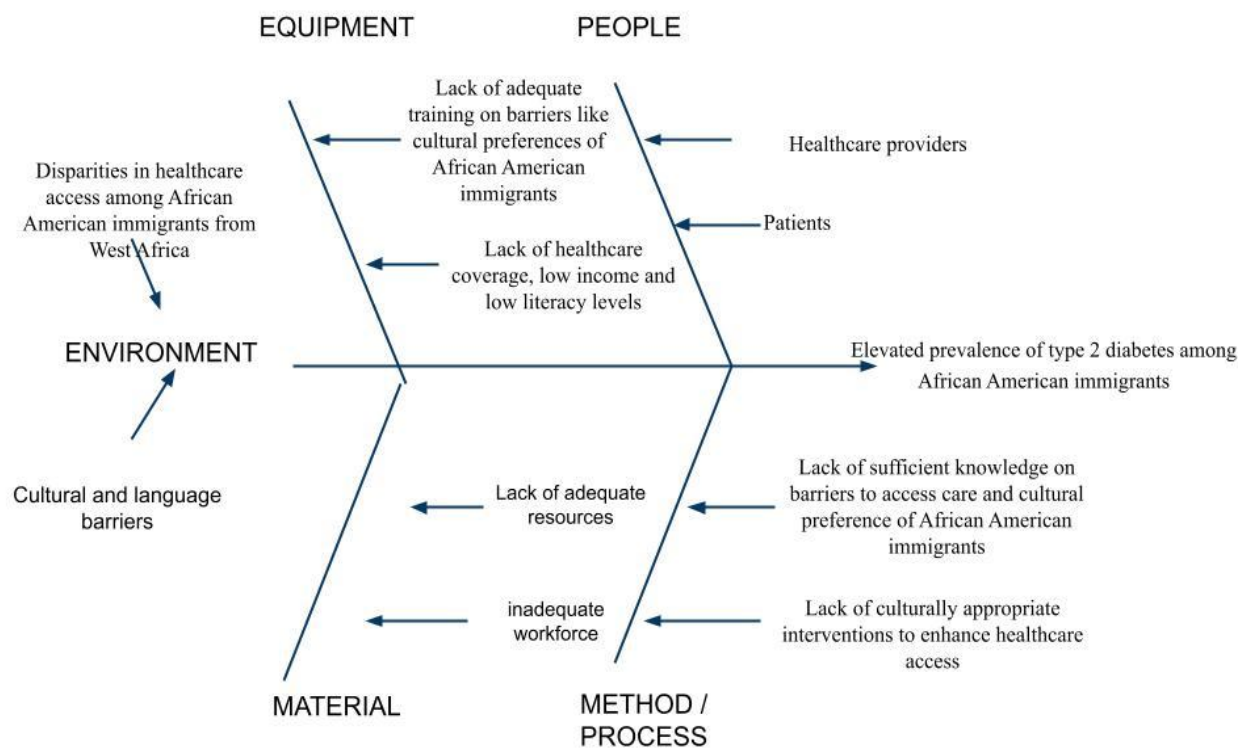 EQUIPMENT
PEOPLE
Lack of adequate
training on barriers like
cultural preferences of
African American
immigrants
Healthcare providers
Disparities in healthcare
access among African
American immigrants from
West Africa
Patients
Lack of healthcare
coverage, low income and
low literacy levels
ENVIRONMENT
Elevated prevalence of type 2 diabetes among
African American immigrants
Cultural and language
barriers
Lack of adequate
resources
Lack of sufficient knowledge on
barriers to access care and cultural
preference of African American
immigrants
inadequate
workforce
Lack of culturally appropriate
interventions to enhance healthcare
access
MATERIAL
METHOD /
PROCESS